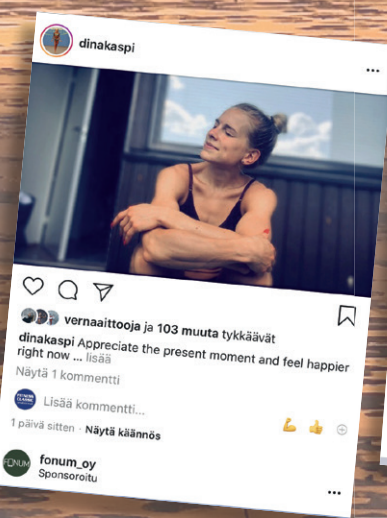 dinakaspi
vernaaittooja ja 103 muuta tykkäävät
dinakaspi Appreciate the present moment and feel happier
right now ... lisää
Näytä 1 kommentti
Lisää kommentti...
1 päivä sitten · Näytä käännös
FONUM
fonum_oy
Sponsoroitu